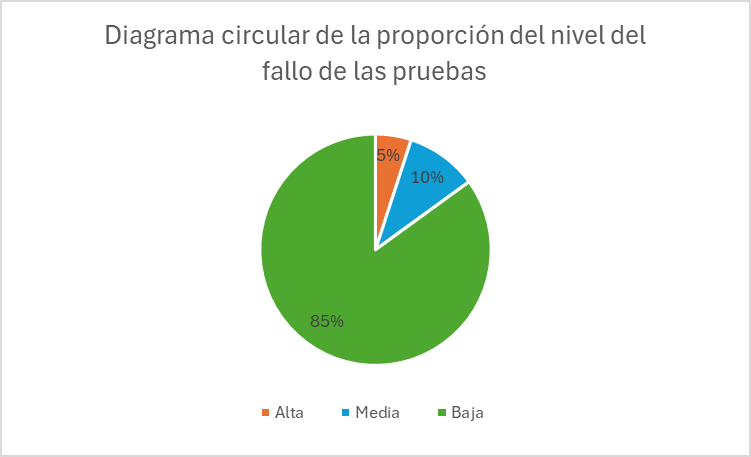 Diagrama circular de la proporción del nivel del
fallo de las pruebas
5%
10%
85%
Alta
Media
Baja